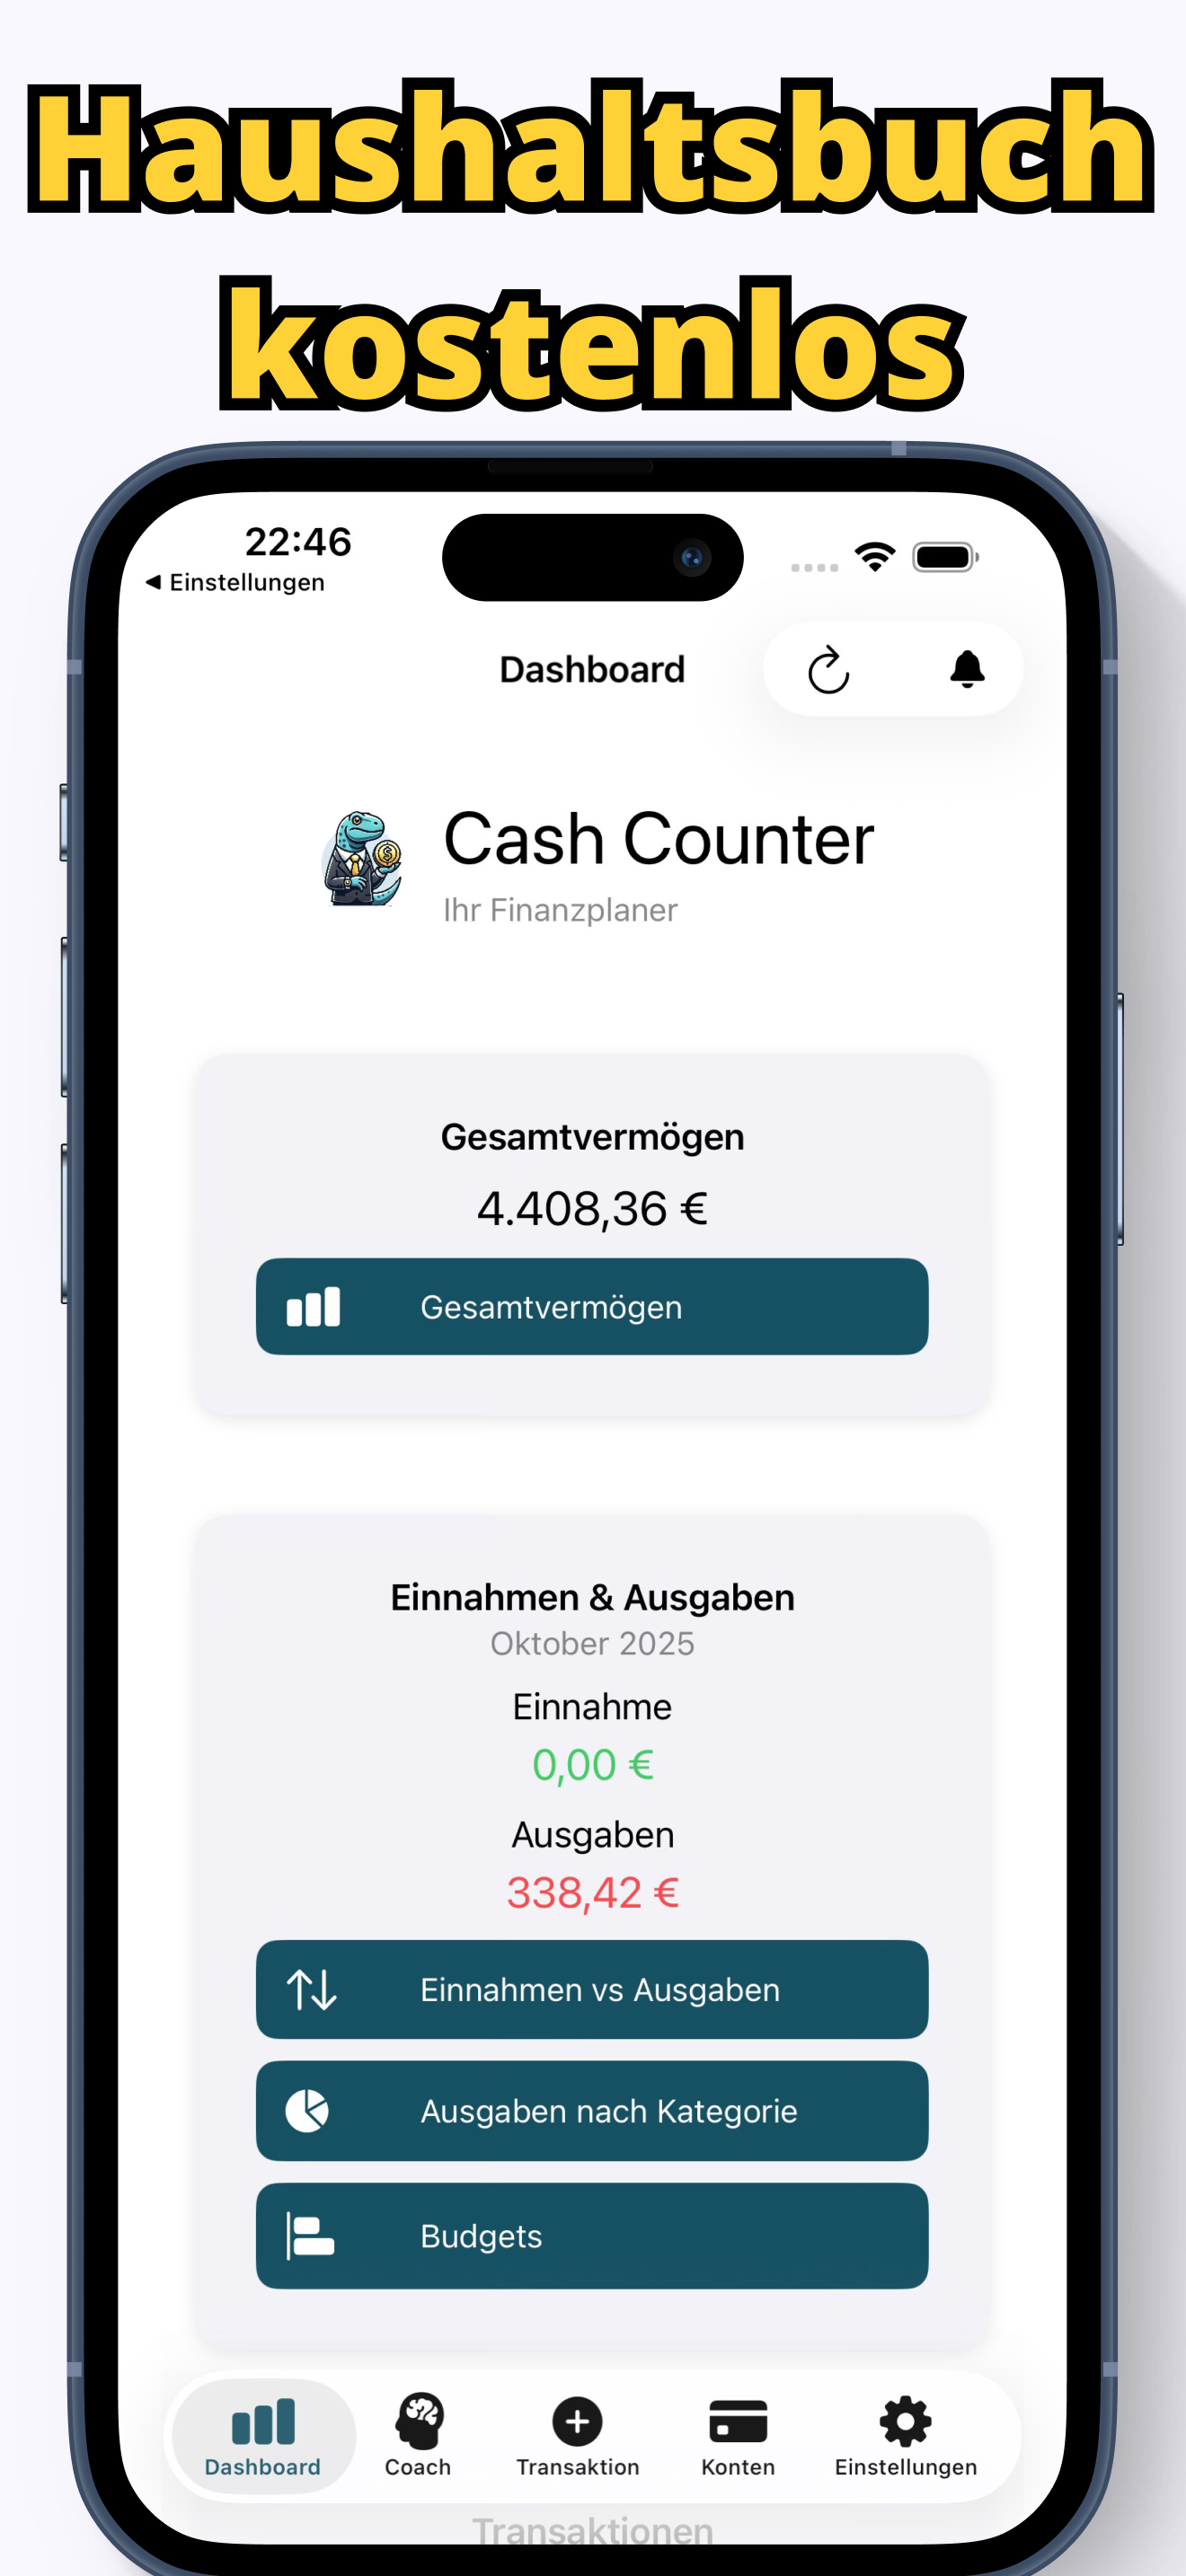 Haushaltsbuch
kostenlos
22:46
◀ Einstellungen
Dashboard
Cash Counter
Ihr Finanzplaner
Gesamtvermögen
4.408,36 €
Gesamtvermögen
Einnahmen & Ausgaben
Oktober 2025
Einnahme
0,00 €
Ausgaben
338,42 €
Einnahmen vs Ausgaben
Ausgaben nach Kategorie
Budgets
Dashboard Coach Transaktion Konten Einstellungen
Transaktionen